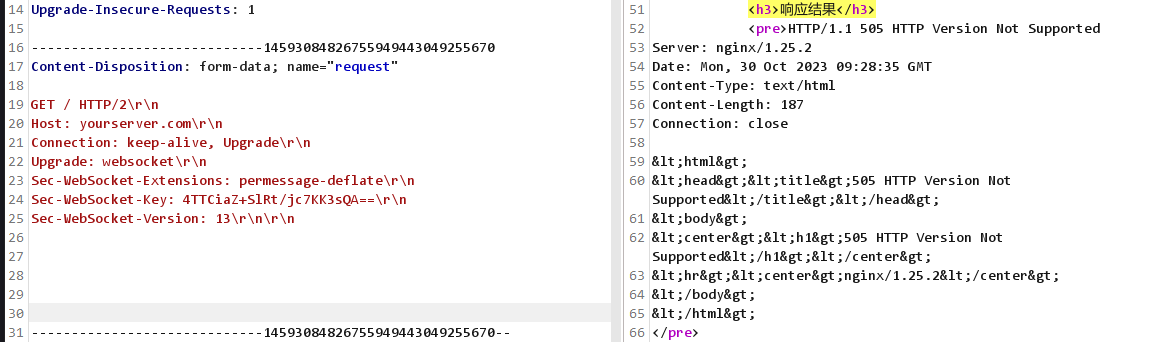 14 Upgrade-Insecure-Requests: 1
15
16 -----------------------------145930848267559494430492​55670
17 Content-Disposition: form-data; name="request"
18
19 GET / HTTP/2\r\n
20 Host: yourserver.com\r\n
21 Connection: keep-alive, Upgrade\r\n
22 Upgrade: websocket\r\n
23 Sec-WebSocket-Extensions: permessage-deflate\r\n
24 Sec-WebSocket-Key: 4TTCiaZ+SlRt/jc7KK3sQA==\r\n
25 Sec-WebSocket-Version: 13\r\n\r\n
26
27
28
29
30
31 -----------------------------14593084826755949443049255670--
51 <h3>响应结果</h3>
52 <pre>HTTP/1.1 505 HTTP Version Not Supported
53 Server: nginx/1.25.2
54 Date: Mon, 30 Oct 2023 09:28:35 GMT
55 Content-Type: text/html
56 Content-Length: 187
57 Connection: close
58
59 &lt;html&gt;
60 &lt;head&gt;&lt;title&gt;505 HTTP Version Not
Supported&lt;/title&gt;&lt;/head&gt;
61 &lt;body&gt;
62 &lt;center&gt;&lt;h1&gt;505 HTTP Version Not
Supported&lt;/h1&gt;&lt;/center&gt;
63 &lt;hr&gt;&lt;center&gt;nginx/1.25.2&lt;/center&gt;
64 &lt;/body&gt;
65 &lt;/html&gt;
66 </pre>